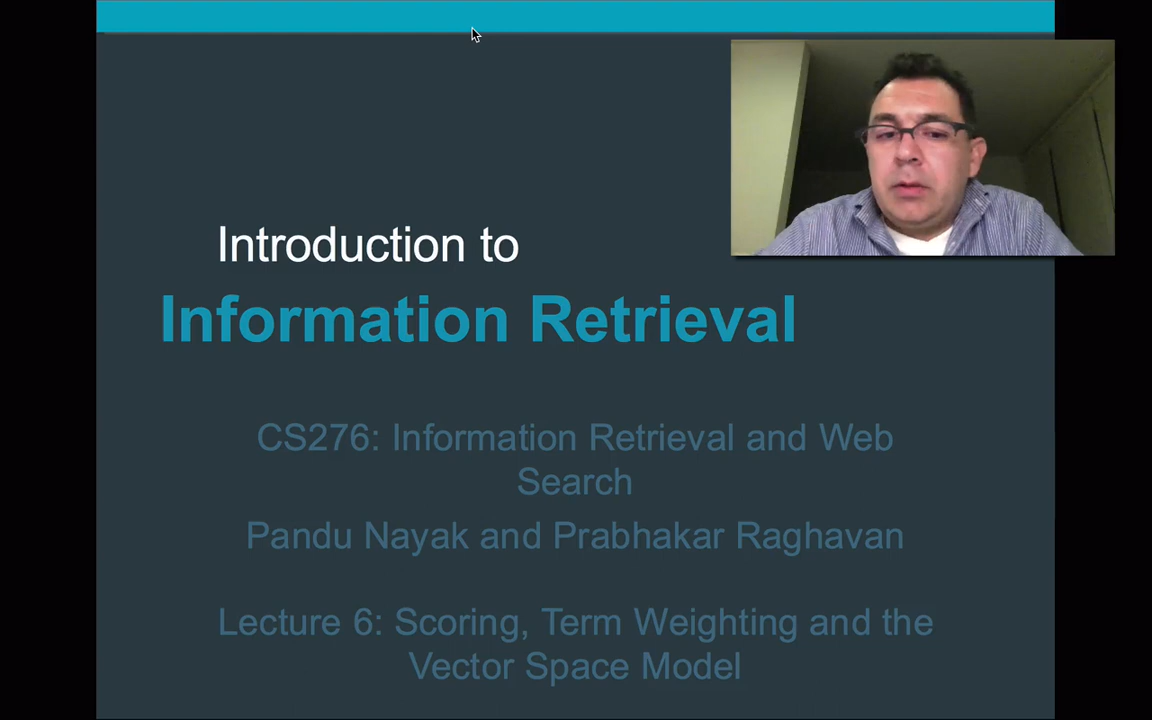 Introduction to
Information Retrieval
CS276: Information Retrieval and Web
Search
Pandu Nayak and Prabhakar Raghavan
Lecture 6: Scoring, Term Weighting and the
Vector Space Model